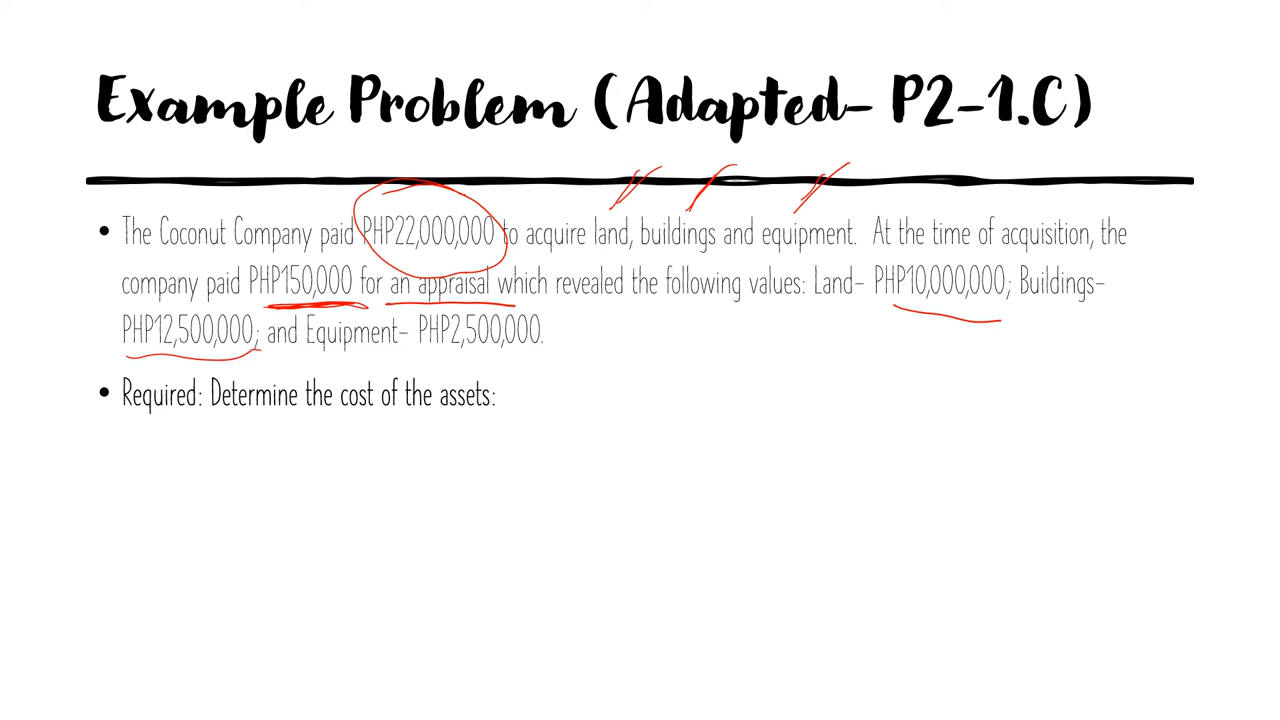 Example Problem (Adapted- P2-1.C)
• The Coconut Company paid PHP22,000,000 to acquire land, buildings and equipment. At the time of acquisition, the
company paid PHP150,000 for an appraisal which revealed the following values: Land- PHP10,000,000; Buildings-
PHP12,500,000; and Equipment- PHP2,500,000.
• Required: Determine the cost of the assets: